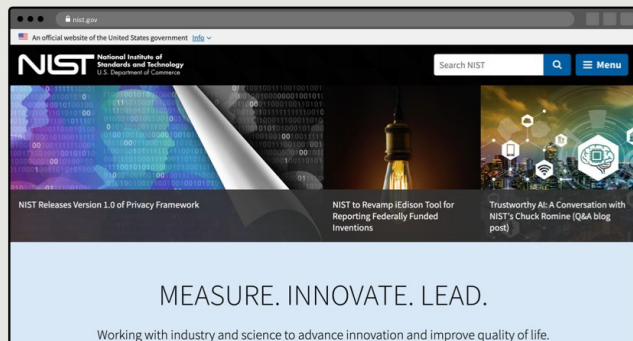 nist.gov
An official website of the United States government Info
NIST
National Institute of
Standards and Technology
U.S. Department of Commerce
Search NIST
Menu
NIST Releases Version 1.0 of Privacy Framework
NIST to Revamp iEdison Tool for
Reporting Federally Funded
Inventions
Trustworthy AI: A Conversation with
NIST's Chuck Romine (Q&A blog
post)
MEASURE. INNOVATE. LEAD.
Working with industry and science to advance innovation and improve quality of life.